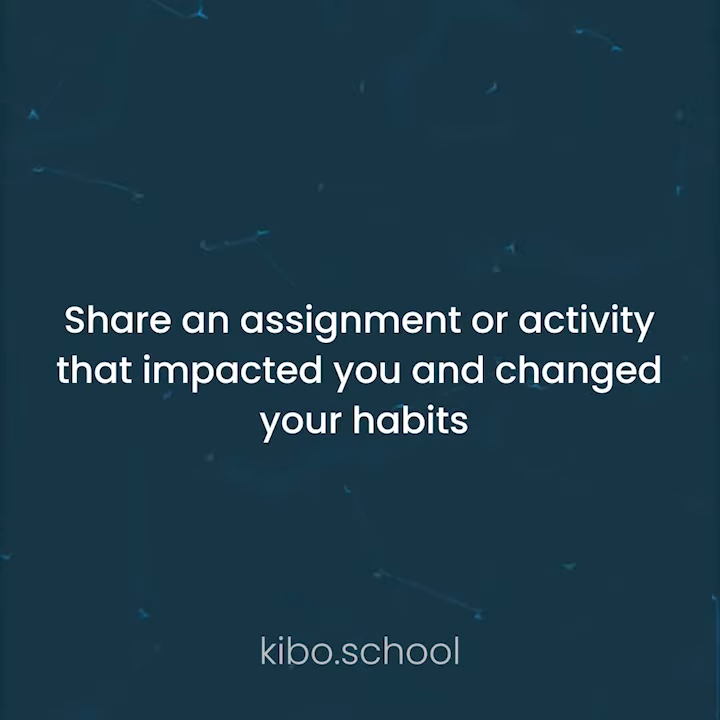 Share an assignment or activity
that impacted you and changed
your habits
kibo.school